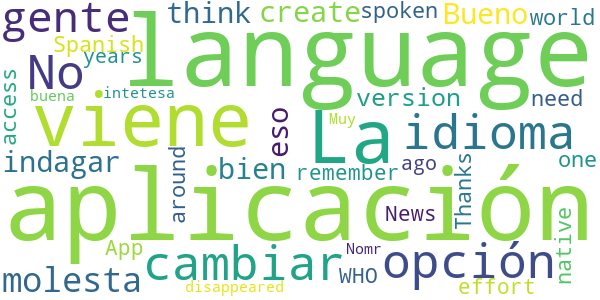 gente think create spoken Bueno world
Spanish language
No years
access buena intetesa version need
viene eso La Muy idioma
indagar around bien remember ago one
aplicación Thanks
News native
App cambiar Nomr opción
molesta disappeared WHO effort